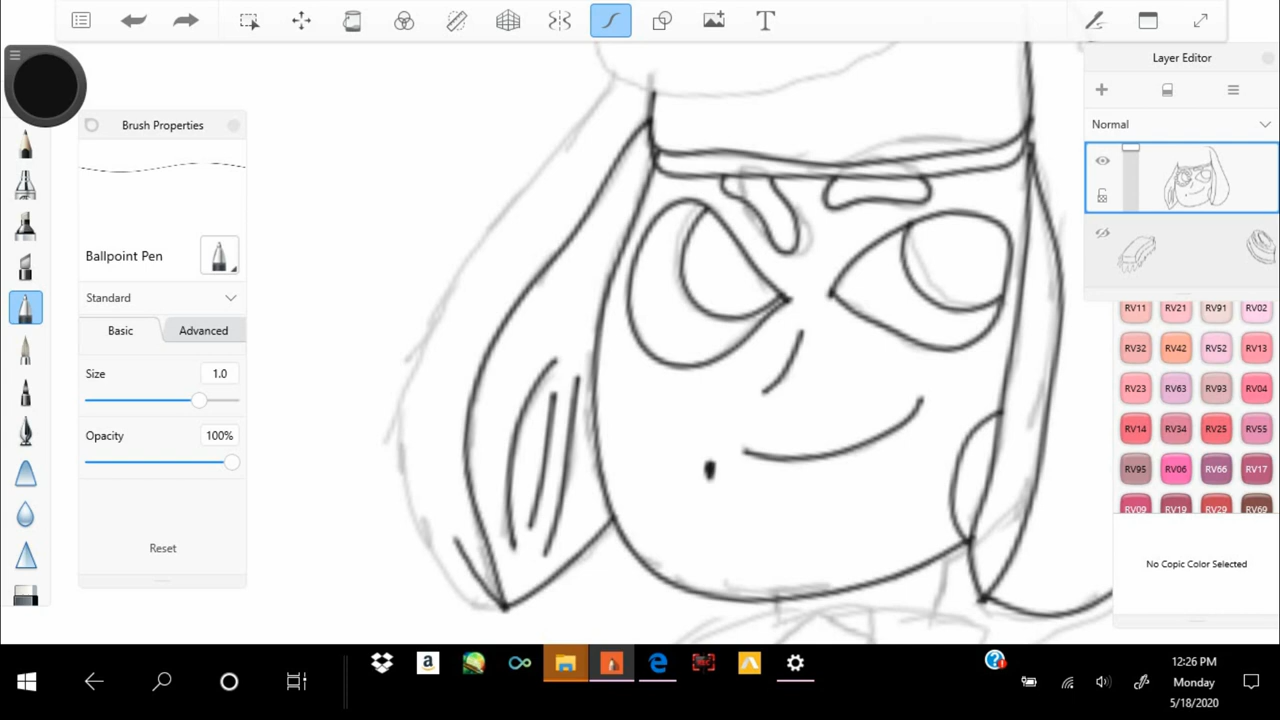 T
Layer Editor
Normal
Brush Properties
Ballpoint Pen
Standard
Basic
Advanced
Size
1.0
Opacity
100%
Reset
RV11 RV21 RV91 RV02
RV32 RV42 RV52 RV13
RV23 RV63 RV93 RV04
RV14 RV34 RV25 RV55
RV95 RV06 RV66 RV17
RV09 RV19 RV29 RV69
No Copic Color Selected
a
12:26 PM
Monday
5/18/2020